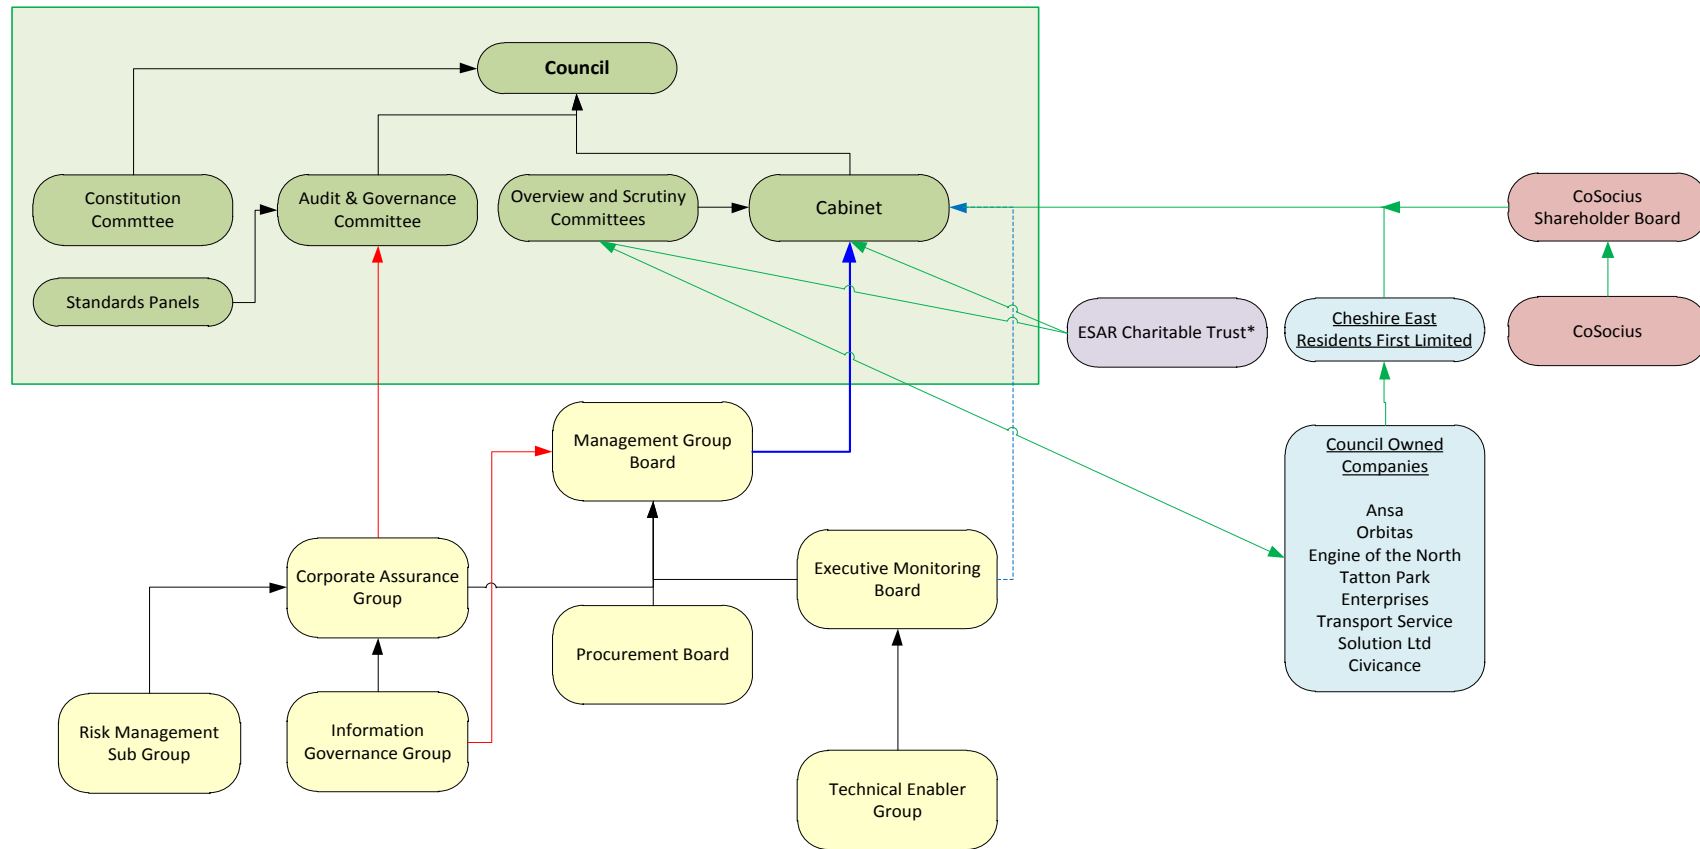 Council
Constitution
Commttee
Audit & Governance
Committee
Overview and Scrutiny
Committees
Cabinet
CoSocius
Shareholder Board
Standards Panels
ESAR Charitable Trust*
Cheshire East
Residents First Limited
CoSocius
Management Group
Board
Council Owned
Companies
Ansa
Orbitas
Engine of the North
Tatton Park
Enterprises
Transport Service
Solution Ltd
Civicance
Corporate Assurance
Group
Executive Monitoring
Board
Procurement Board
Risk Management
Sub Group
Information
Governance Group
Technical Enabler
Group